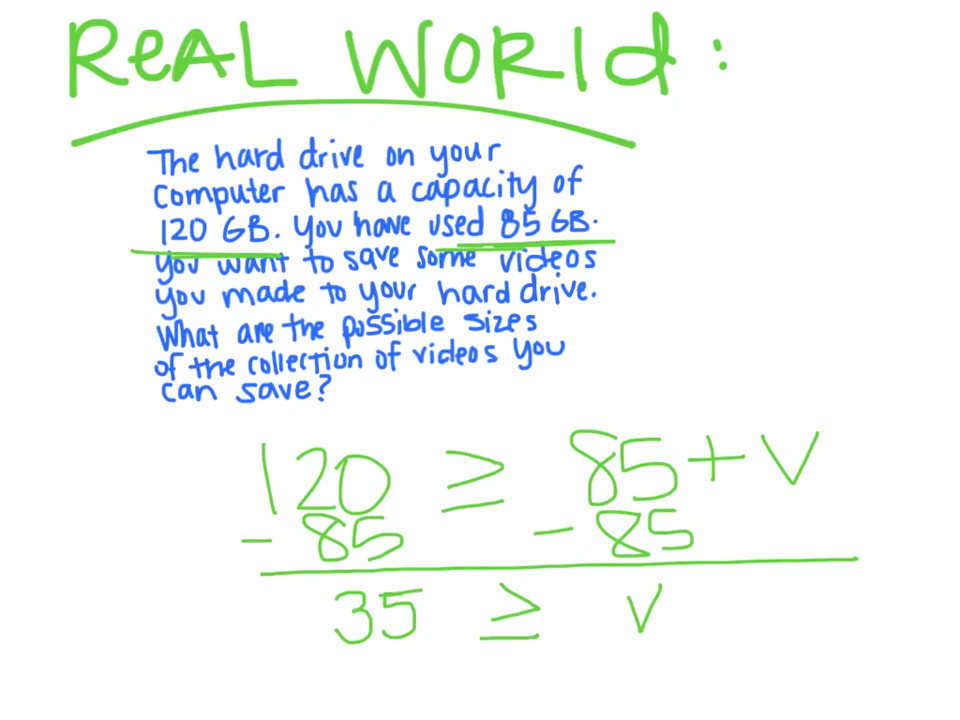 ReAL WORld:
The hard drive on your
Computer has a capacity of
120 GB. You have used 85 GB.
You want to save some videos
you made to your hard drive.
What are the possible sizes
of the collection of videos you
can save?
120 ≥ 85 + V
- 85 - 85
35 ≥ V